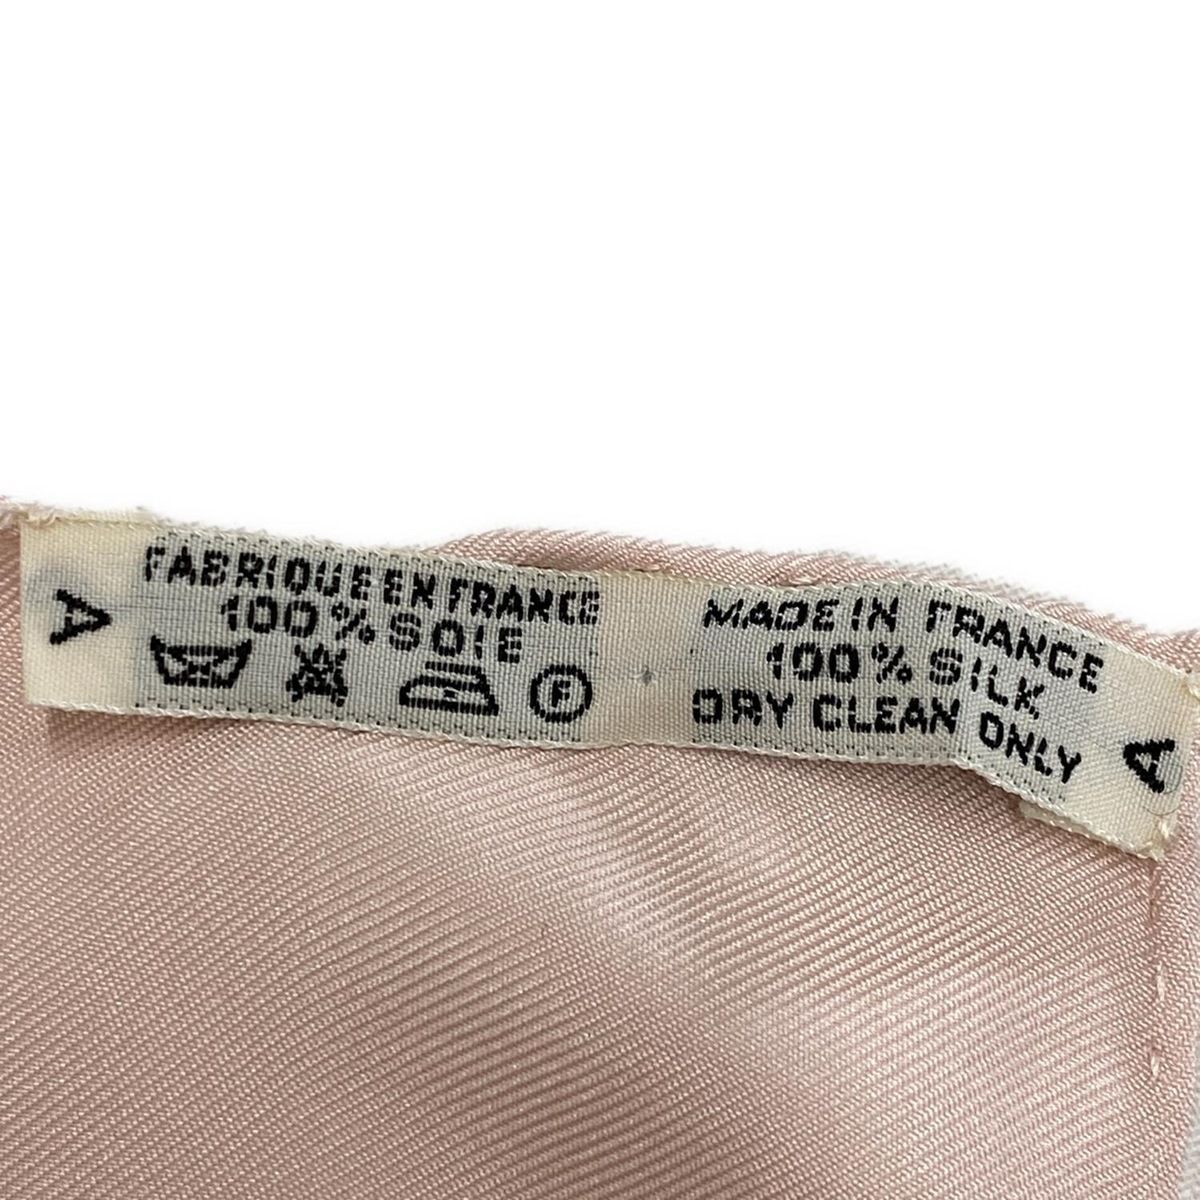 A
FABRIQUE EN FRANCE
100% SOIE
F
MADE IN FRANCE
100% SILK
DRY CLEAN ONLY
A